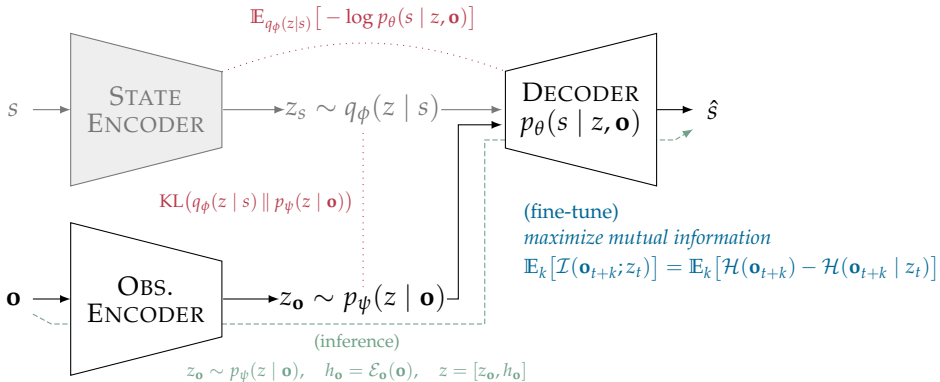 𝔼_{q_ϕ(z|s)}[− log p_θ(s | z, **o**)]
s
STATE ENCODER
z_s ∼ q_ϕ(z | s)
DECODER
p_θ(s | z, **o**)
ŝ
KL(q_ϕ(z | s) ∥ p_ψ(z | **o**))
(fine-tune)
maximize mutual information
𝔼_k[ℐ(**o**_{t+k}; z_t)] = 𝔼_k[ℋ(**o**_{t+k}) − ℋ(**o**_{t+k} | z_t)]
**o**
OBS. ENCODER
z_**o** ∼ p_ψ(z | **o**)
(inference)
z_**o** ∼ p_ψ(z | **o**), h_**o** = ℰ_**o**(**o**), z = [z_**o**, h_**o**]